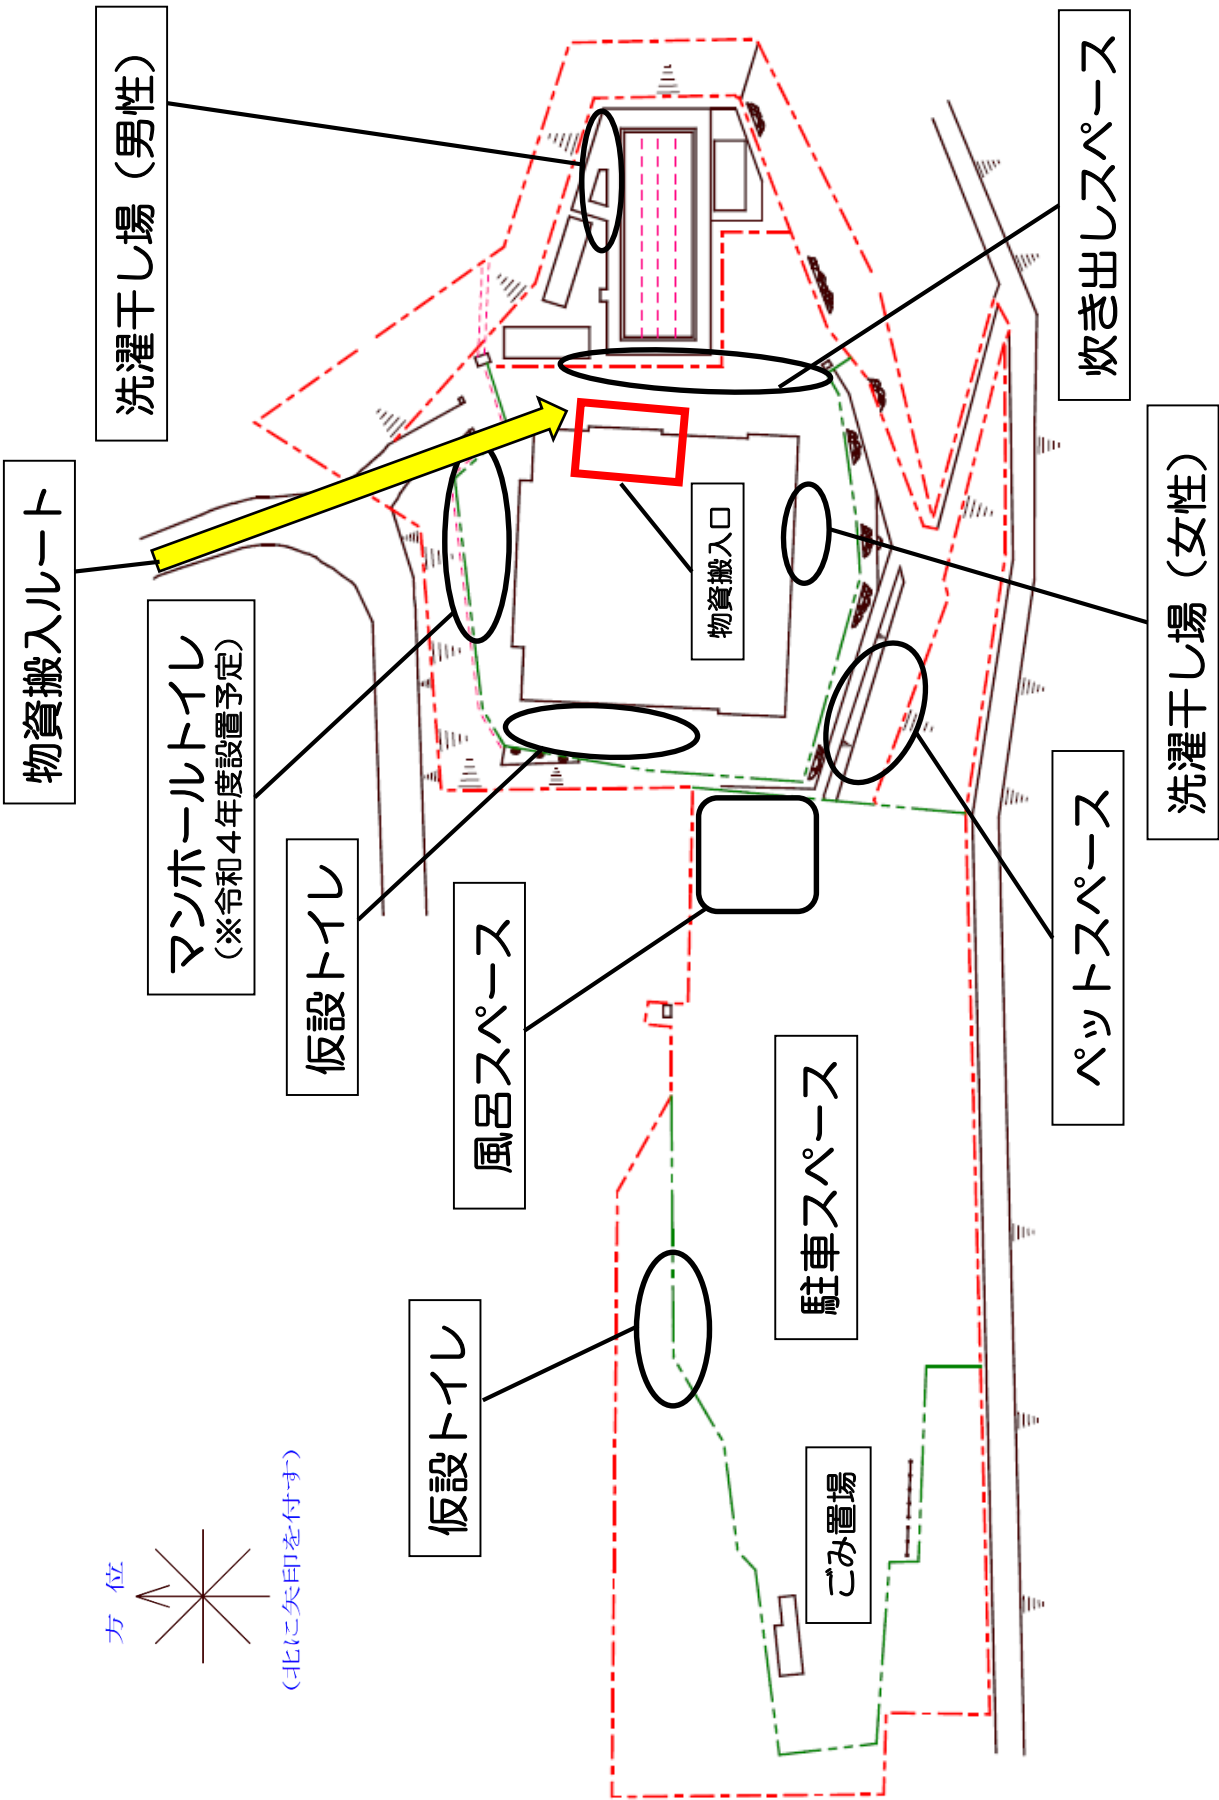 物資搬入ルート
洗濯干し場（男性）
マンホールトイレ
（※令和４年度設置予定）
仮設トイレ
風呂スペース
仮設トイレ
物資搬入口
炊き出しスペース
洗濯干し場（女性）
ペットスペース
駐車スペース
ごみ置場
方 位
(北に矢印を付す)